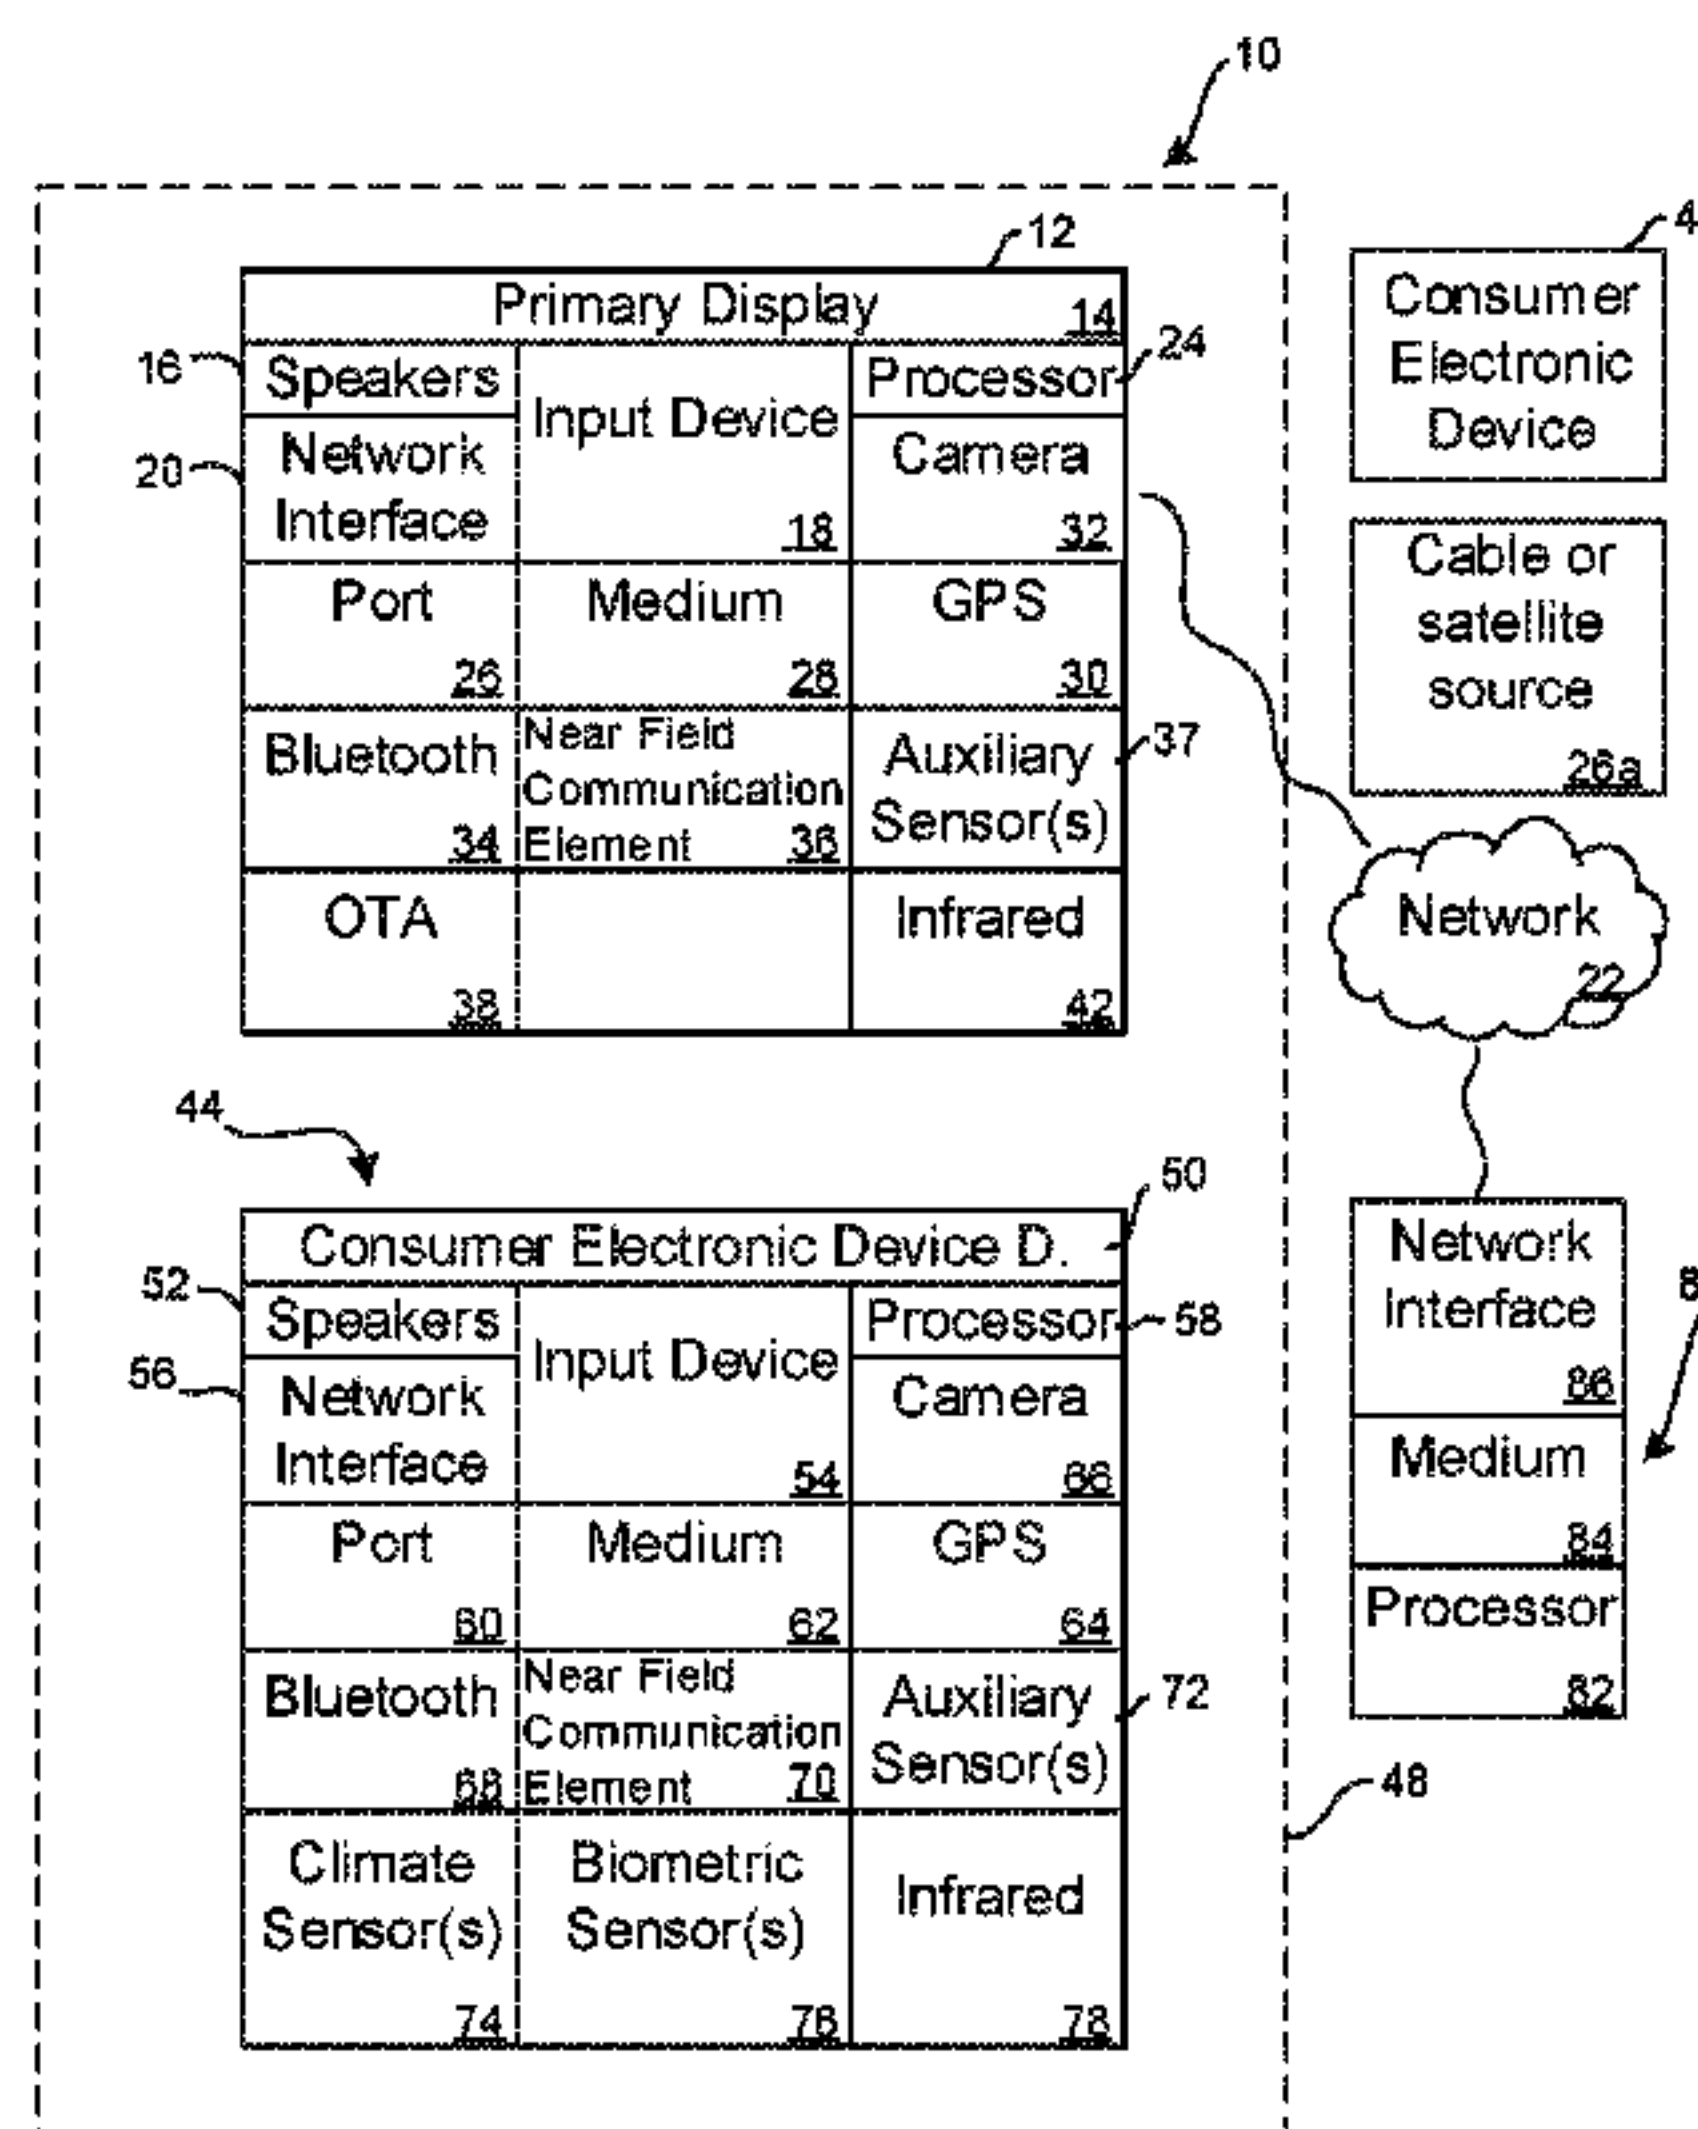 10
12
Primary Display
14
16
Speakers
Input Device
18
Processor
24
20
Network
Interface
Camera
32
Port
26
Medium
28
GPS
30
Bluetooth
34
Near Field
Communication
Element 36
Auxiliary
Sensor(s)
37
OTA
38
Infrared
42
44
Consumer Electronic Device D.
50
52
Speakers
Input Device
54
Processor
58
56
Network
Interface
Camera
66
Port
60
Medium
62
GPS
64
Bluetooth
68
Near Field
Communication
Element 70
Auxiliary
Sensor(s)
72
Climate
Sensor(s)
74
Biometric
Sensor(s)
76
Infrared
78
48
Consumer
Electronic
Device
Cable or
satellite
source
26a
Network
22
Network
Interface
86
Medium
84
Processor
82